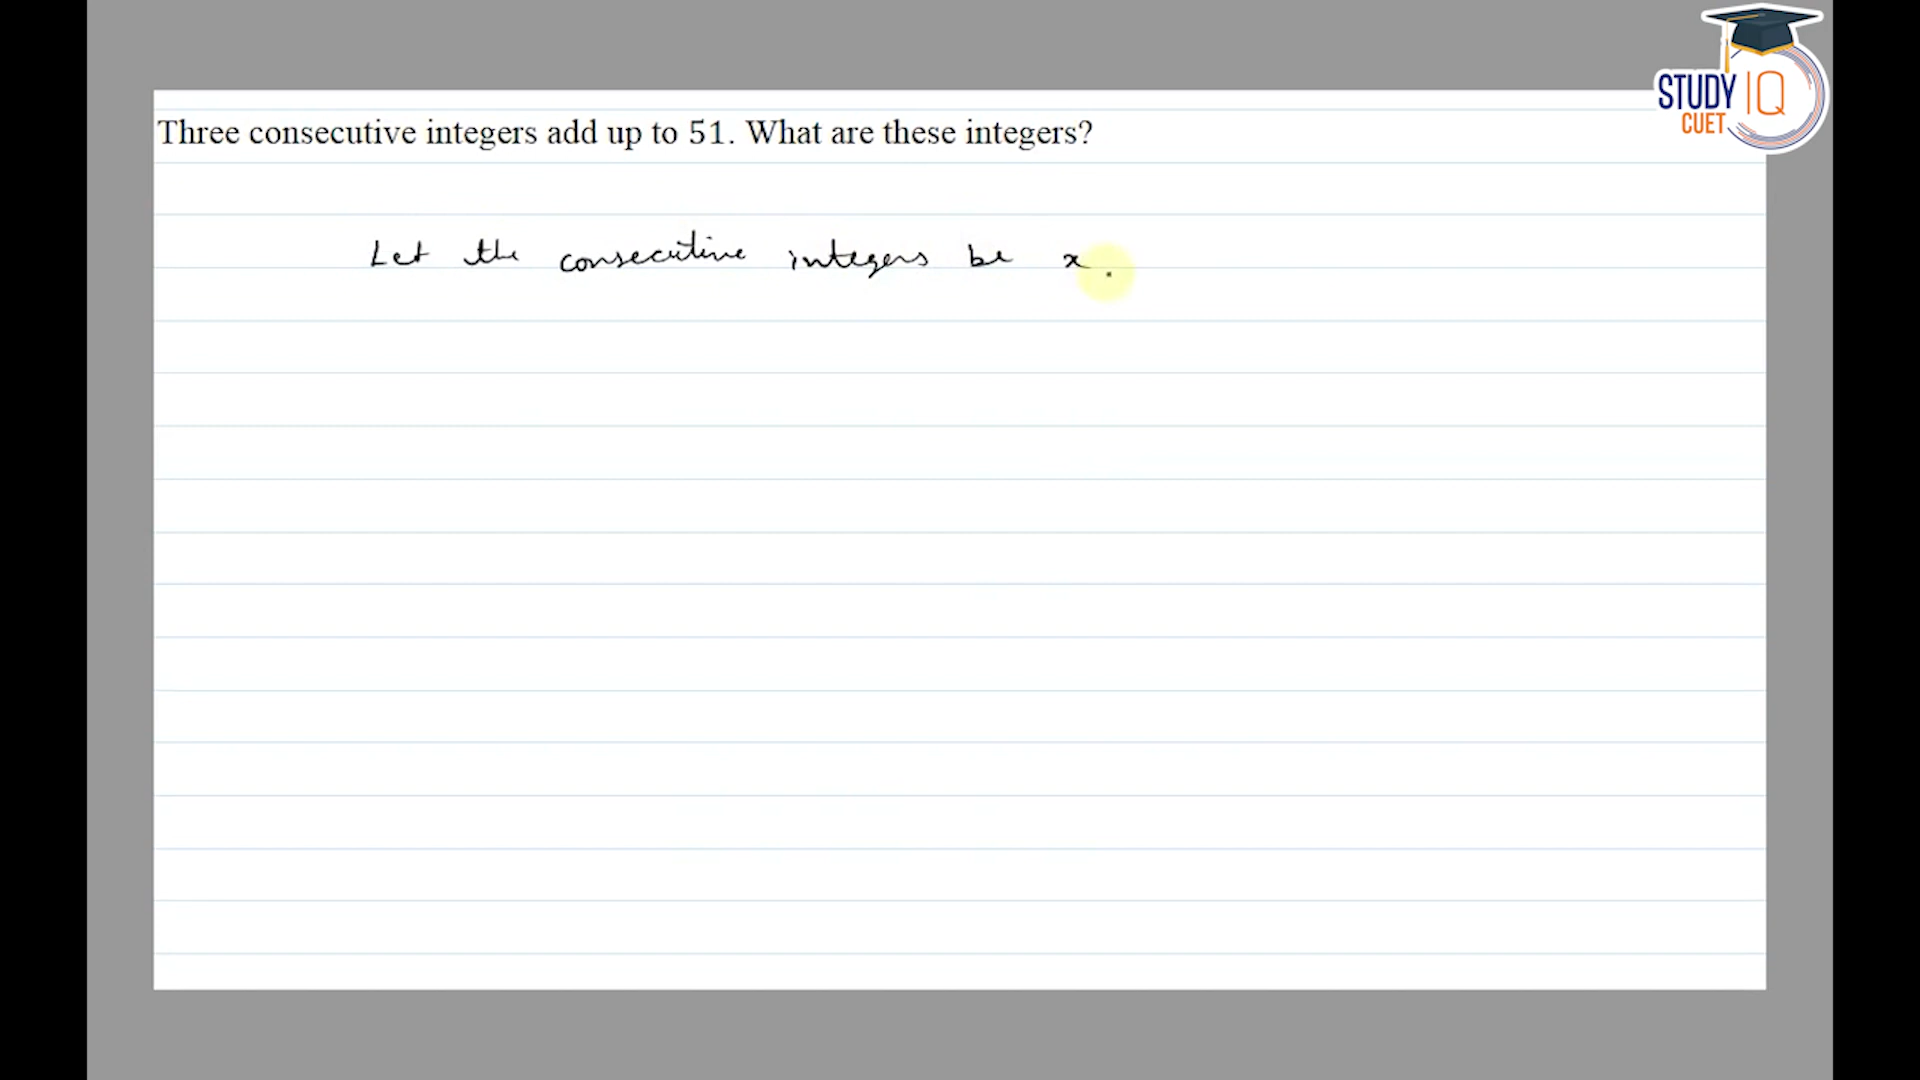 STUDY IQ
CUET
Three consecutive integers add up to 51. What are these integers?
Let the consecutive integers be x